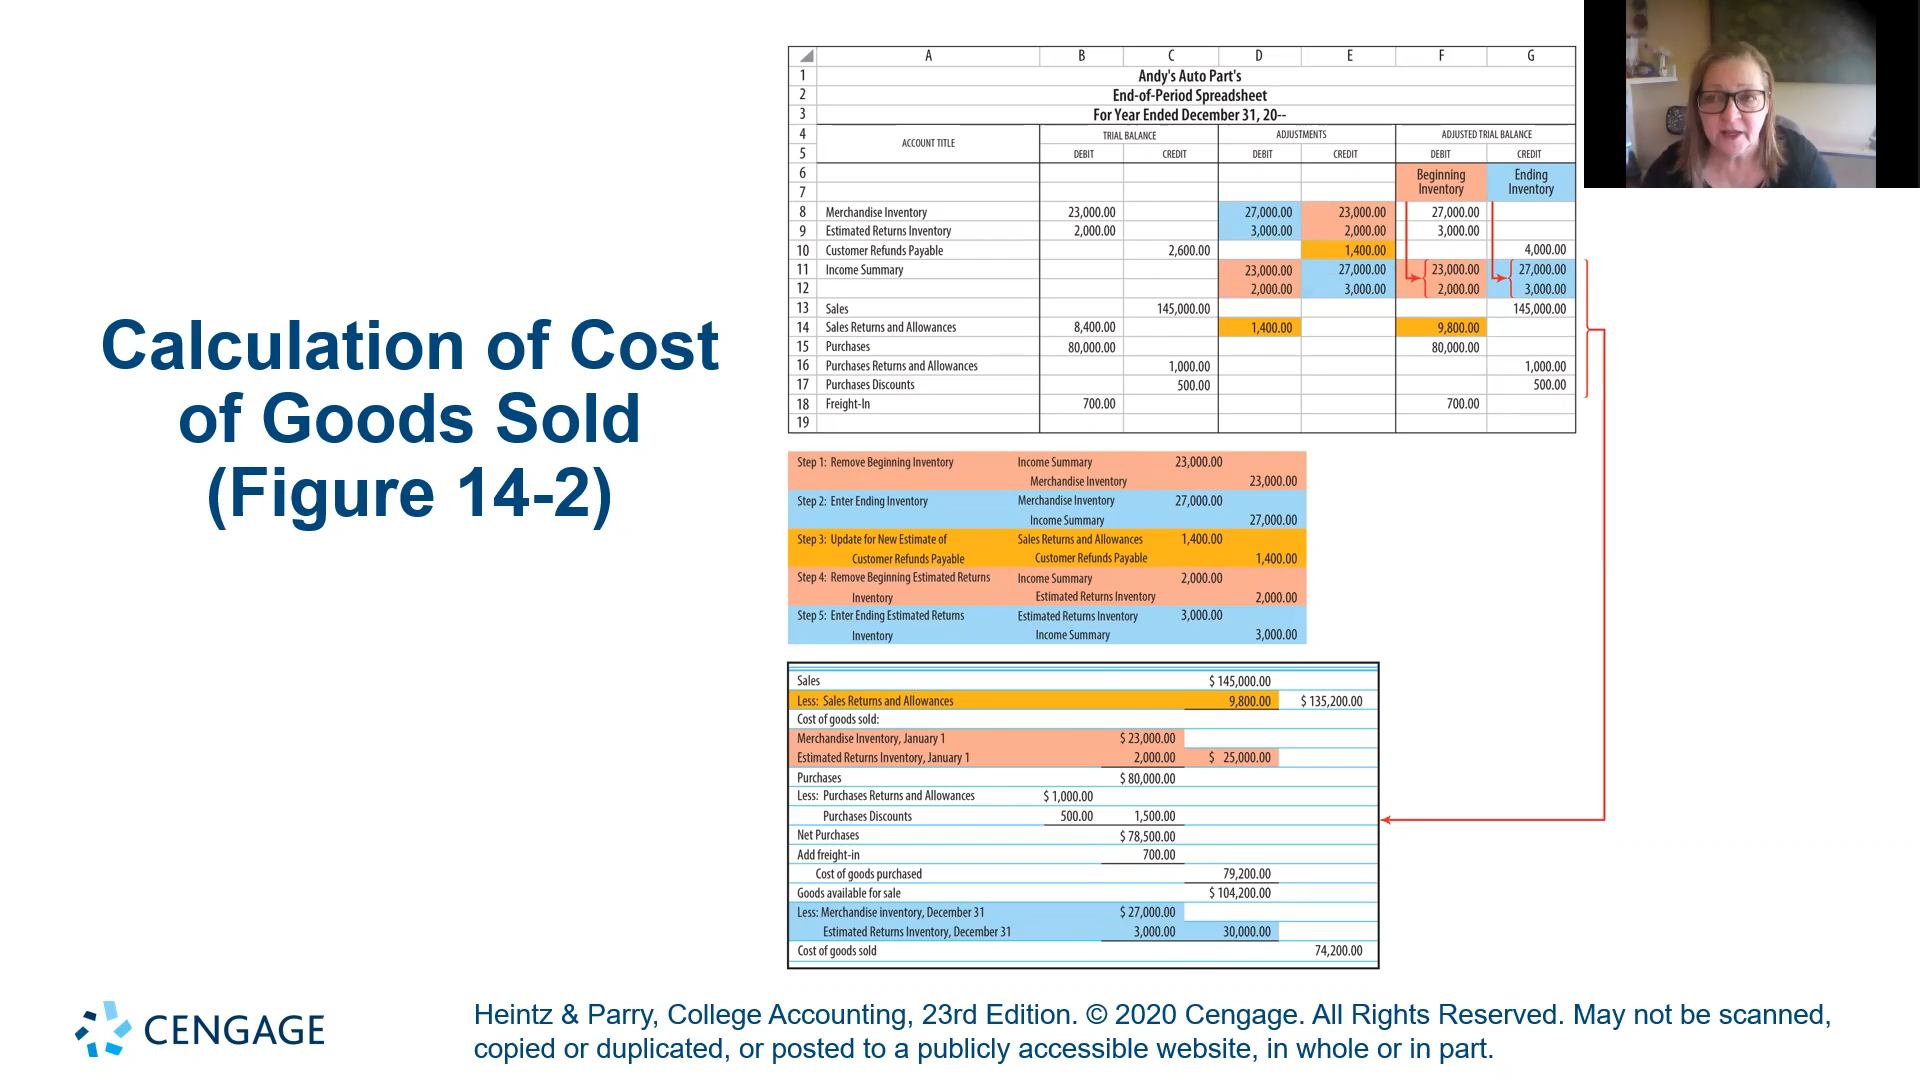 Calculation of Cost
of Goods Sold
(Figure 14-2)
A B C D E F G
1 Andy's Auto Part's
2 End-of-Period Spreadsheet
3 For Year Ended December 31, 20--
4 ACCOUNT TITLE TRIAL BALANCE ADJUSTMENTS ADJUSTED TRIAL BALANCE
5 DEBIT CREDIT DEBIT CREDIT DEBIT CREDIT
6 Beginning Ending
7 Inventory Inventory
8 Merchandise Inventory 23,000.00 27,000.00 23,000.00 27,000.00
9 Estimated Returns Inventory 2,000.00 3,000.00 2,000.00 3,000.00
10 Customer Refunds Payable 2,600.00 1,400.00 4,000.00
11 Income Summary 23,000.00 27,000.00 23,000.00 27,000.00
12 2,000.00 3,000.00 2,000.00 3,000.00
13 Sales 145,000.00 145,000.00
14 Sales Returns and Allowances 8,400.00 1,400.00 9,800.00
15 Purchases 80,000.00 80,000.00
16 Purchases Returns and Allowances 1,000.00 1,000.00
17 Purchases Discounts 500.00 500.00
18 Freight-In 700.00 700.00
19
Step 1: Remove Beginning Inventory Income Summary 23,000.00
Merchandise Inventory 23,000.00
Step 2: Enter Ending Inventory Merchandise Inventory 27,000.00
Income Summary 27,000.00
Step 3: Update for New Estimate of Sales Returns and Allowances 1,400.00
Customer Refunds Payable Customer Refunds Payable 1,400.00
Step 4: Remove Beginning Estimated Returns Income Summary 2,000.00
Inventory Estimated Returns Inventory 2,000.00
Step 5: Enter Ending Estimated Returns Estimated Returns Inventory 3,000.00
Inventory Income Summary 3,000.00
Sales $ 145,000.00
Less: Sales Returns and Allowances 9,800.00 $ 135,200.00
Cost of goods sold:
Merchandise Inventory, January 1 $ 23,000.00
Estimated Returns Inventory, January 1 2,000.00 $ 25,000.00
Purchases $ 80,000.00
Less: Purchases Returns and Allowances $ 1,000.00
Purchases Discounts 500.00 1,500.00
Net Purchases $ 78,500.00
Add freight-in 700.00
Cost of goods purchased 79,200.00
Goods available for sale $ 104,200.00
Less: Merchandise inventory, December 31 $ 27,000.00
Estimated Returns Inventory, December 31 3,000.00 30,000.00
Cost of goods sold 74,200.00
CENGAGE
Heintz & Parry, College Accounting, 23rd Edition. © 2020 Cengage. All Rights Reserved. May not be scanned,
copied or duplicated, or posted to a publicly accessible website, in whole or in part.